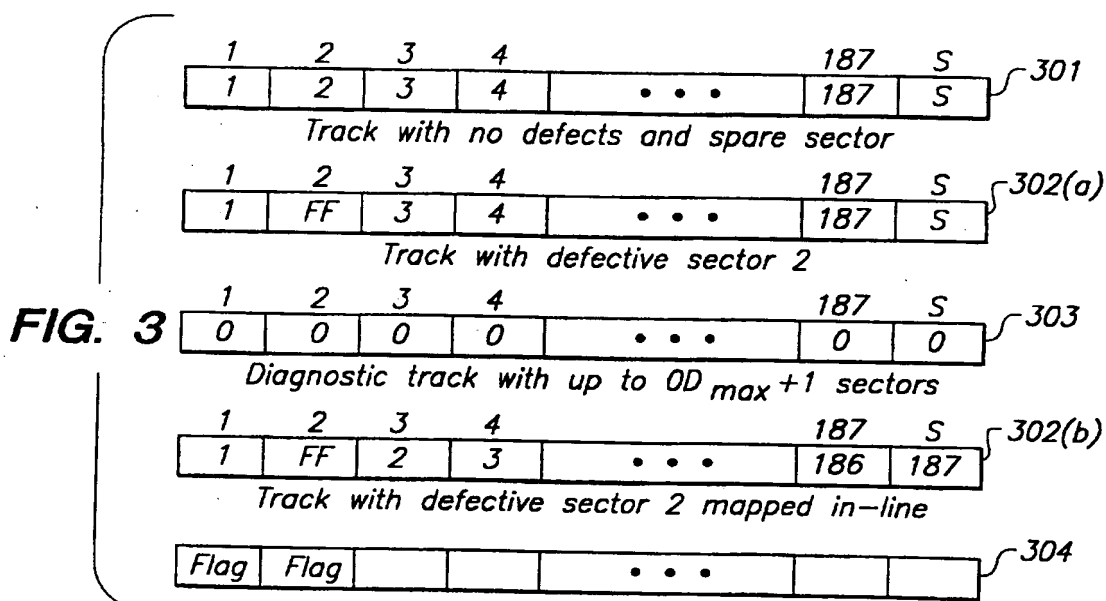 1 2 3 4 187 S
1 2 3 4 • • • 187 S 301
Track with no defects and spare sector
1 2 3 4 187 S
1 FF 3 4 • • • 187 S 302(a)
Track with defective sector 2
1 2 3 4 187 S
FIG. 3 0 0 0 0 • • • 0 0 303
Diagnostic track with up to OD max +1 sectors
1 2 3 4 187 S
1 FF 2 3 • • • 186 187 302(b)
Track with defective sector 2 mapped in-line
Flag Flag • • • 304